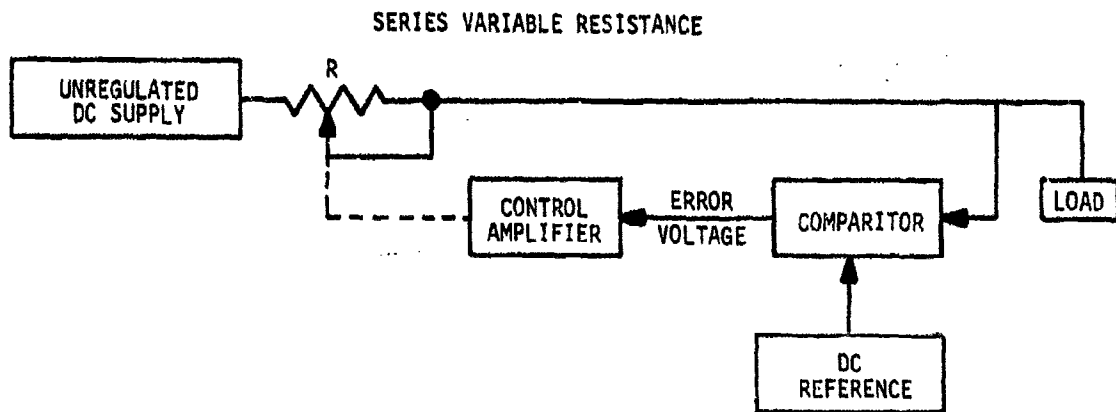 SERIES VARIABLE RESISTANCE
R
UNREGULATED
DC SUPPLY
CONTROL
AMPLIFIER
ERROR
VOLTAGE
COMPARITOR
LOAD
DC
REFERENCE